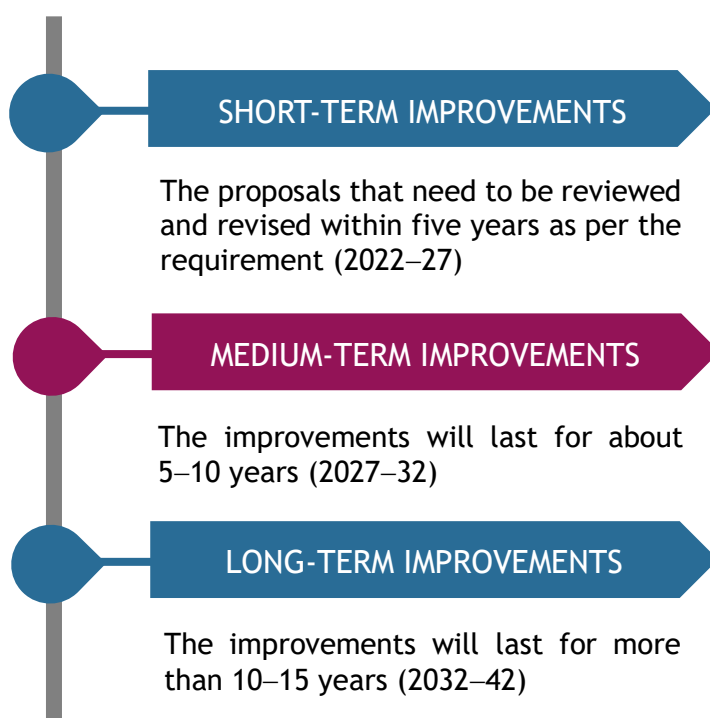 SHORT-TERM IMPROVEMENTS
The proposals that need to be reviewed
and revised within five years as per the
requirement (2022–27)
MEDIUM-TERM IMPROVEMENTS
The improvements will last for about
5–10 years (2027–32)
LONG-TERM IMPROVEMENTS
The improvements will last for more
than 10–15 years (2032–42)